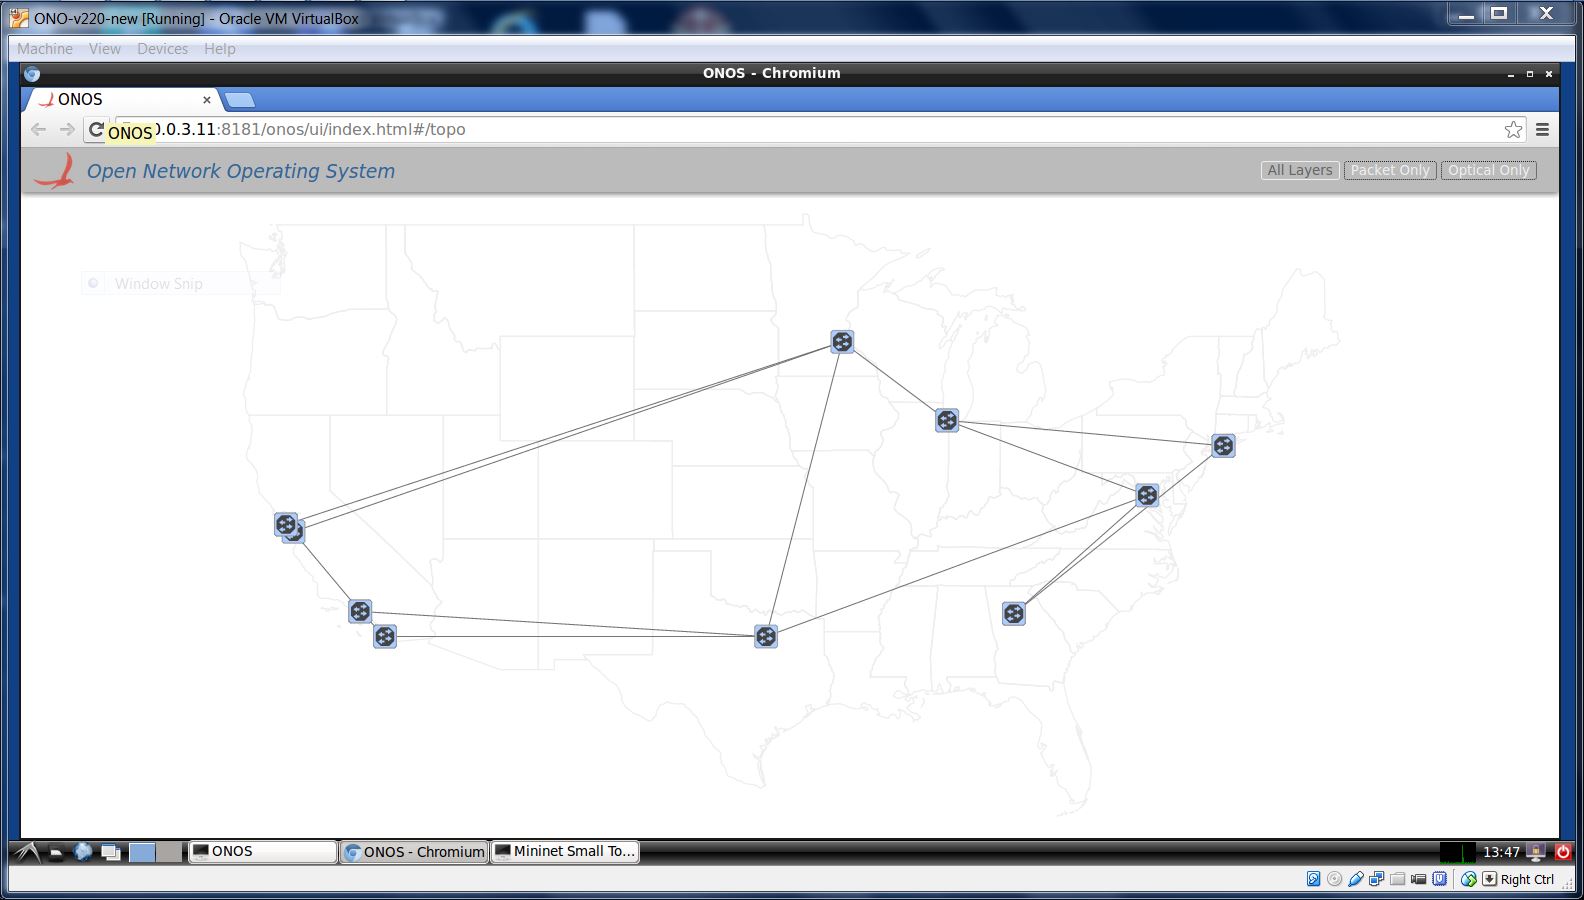 ONO-v220-new [Running] - Oracle VM VirtualBox
Machine View Devices Help
ONOS - Chromium
ONOS
ONOS 0.0.3.11:8181/onos/ui/index.html#/topo
Open Network Operating System
All Layers Packet Only Optical Only
Window Snip
ONOS ONOS - Chromium Mininet Small To... 13:47
Right Ctrl